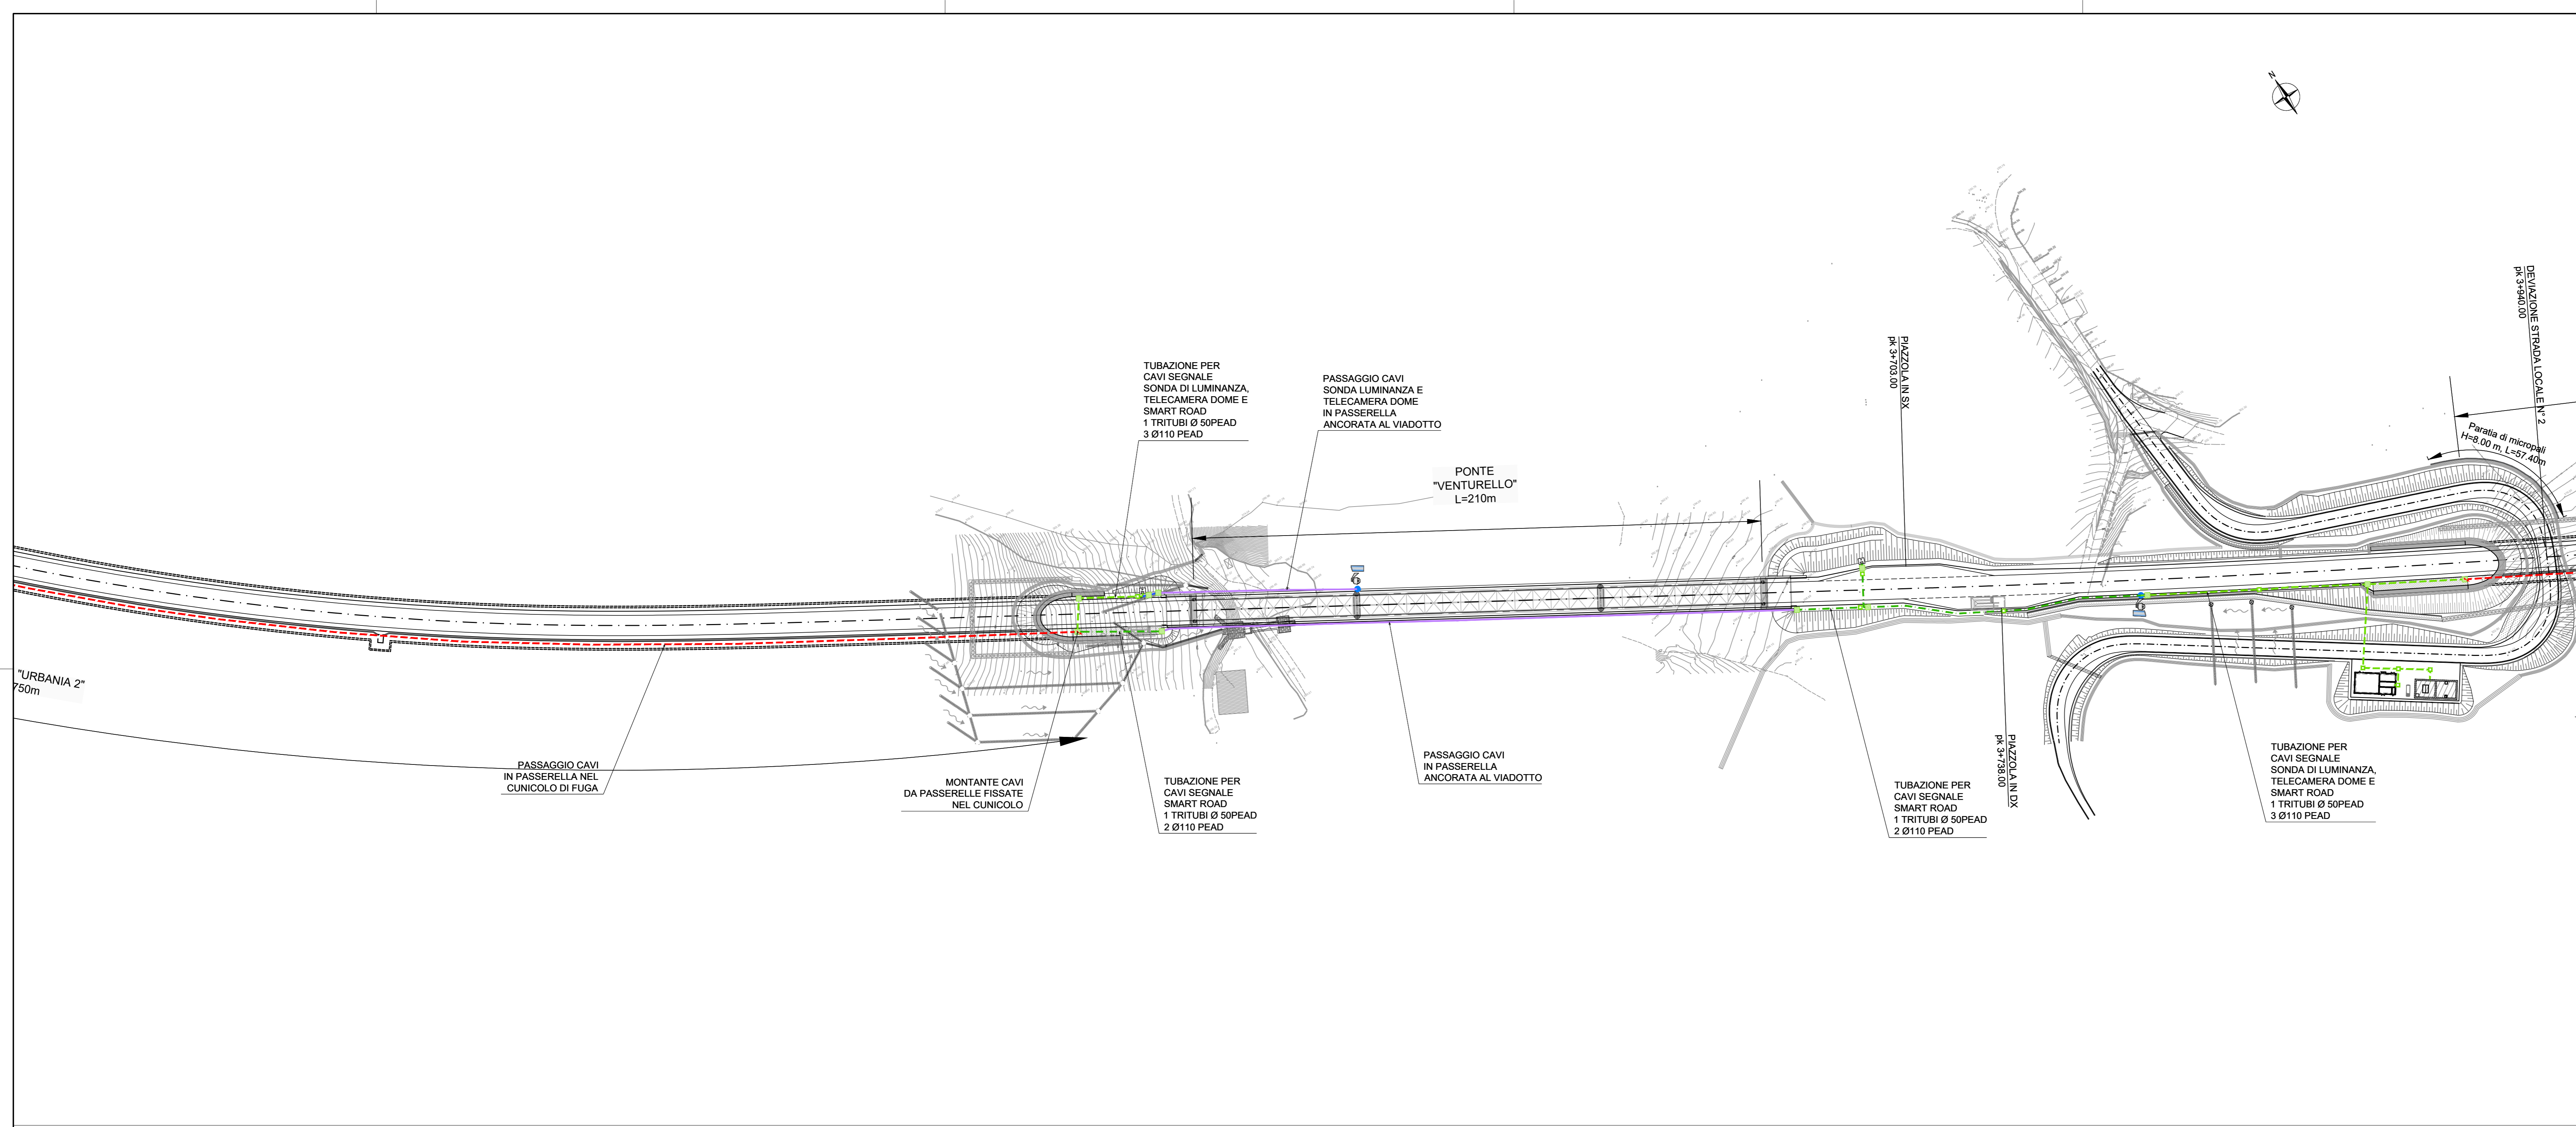 N
DEVIAZIONE STRADA LOCALE N° 2
pk 3+940.00
PIAZZOLA IN SX
pk 3+703.00
TUBAZIONE PER
CAVI SEGNALE
SONDA DI LUMINANZA,
TELECAMERA DOME E
SMART ROAD
1 TRITUBI Ø 50PEAD
3 Ø110 PEAD
PASSAGGIO CAVI
SONDA LUMINANZA E
TELECAMERA DOME
IN PASSERELLA
ANCORATA AL VIADOTTO
Paratia di micropali
H=8.00 m, L=57.40m
PONTE
"VENTURELLO"
L=210m
"URBANIA 2"
750m
PASSAGGIO CAVI
IN PASSERELLA NEL
CUNICOLO DI FUGA
MONTANTE CAVI
DA PASSERELLE FISSATE
NEL CUNICOLO
TUBAZIONE PER
CAVI SEGNALE
SMART ROAD
1 TRITUBI Ø 50PEAD
2 Ø110 PEAD
PASSAGGIO CAVI
IN PASSERELLA
ANCORATA AL VIADOTTO
TUBAZIONE PER
CAVI SEGNALE
SMART ROAD
1 TRITUBI Ø 50PEAD
2 Ø110 PEAD
PIAZZOLA IN DX
pk 3+738.00
TUBAZIONE PER
CAVI SEGNALE
SONDA DI LUMINANZA,
TELECAMERA DOME E
SMART ROAD
1 TRITUBI Ø 50PEAD
3 Ø110 PEAD